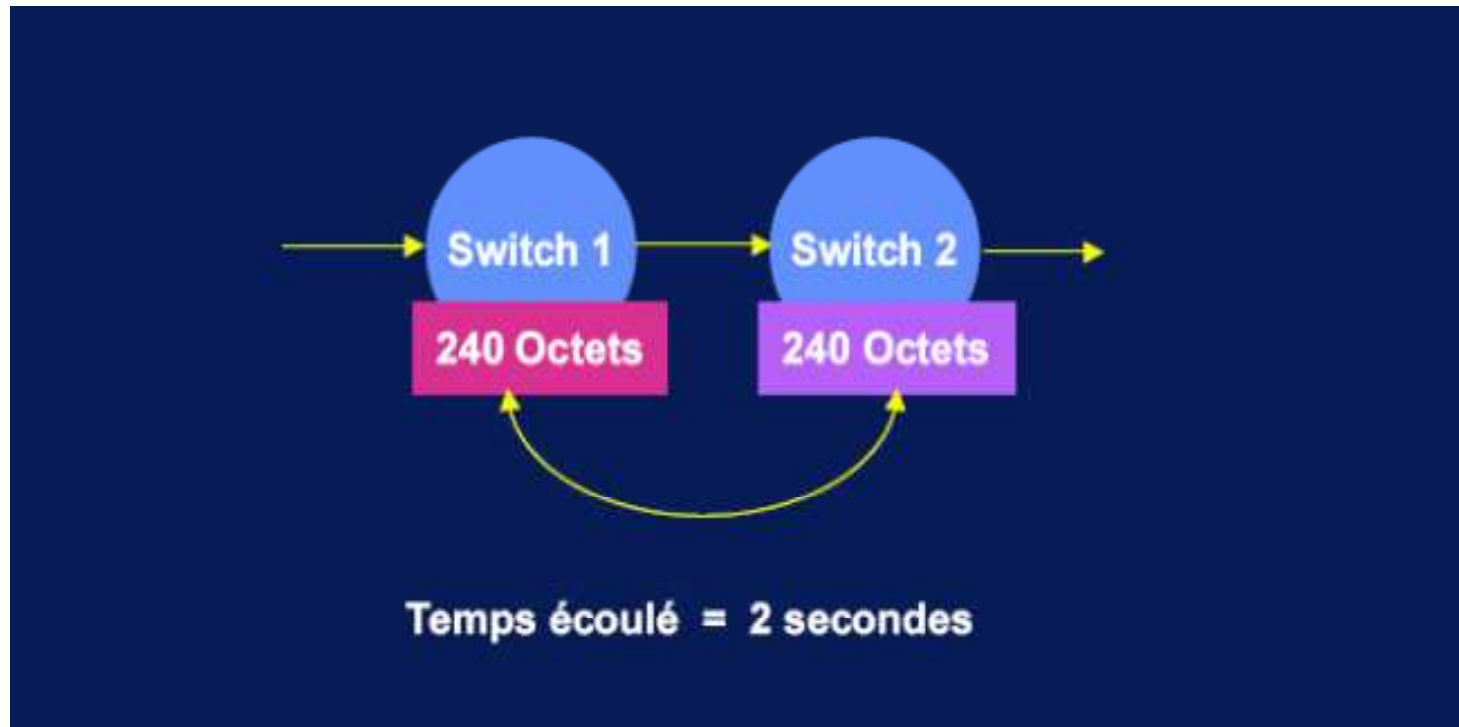 Switch 1
Switch 2
240 Octets
240 Octets
Temps écoulé = 2 secondes